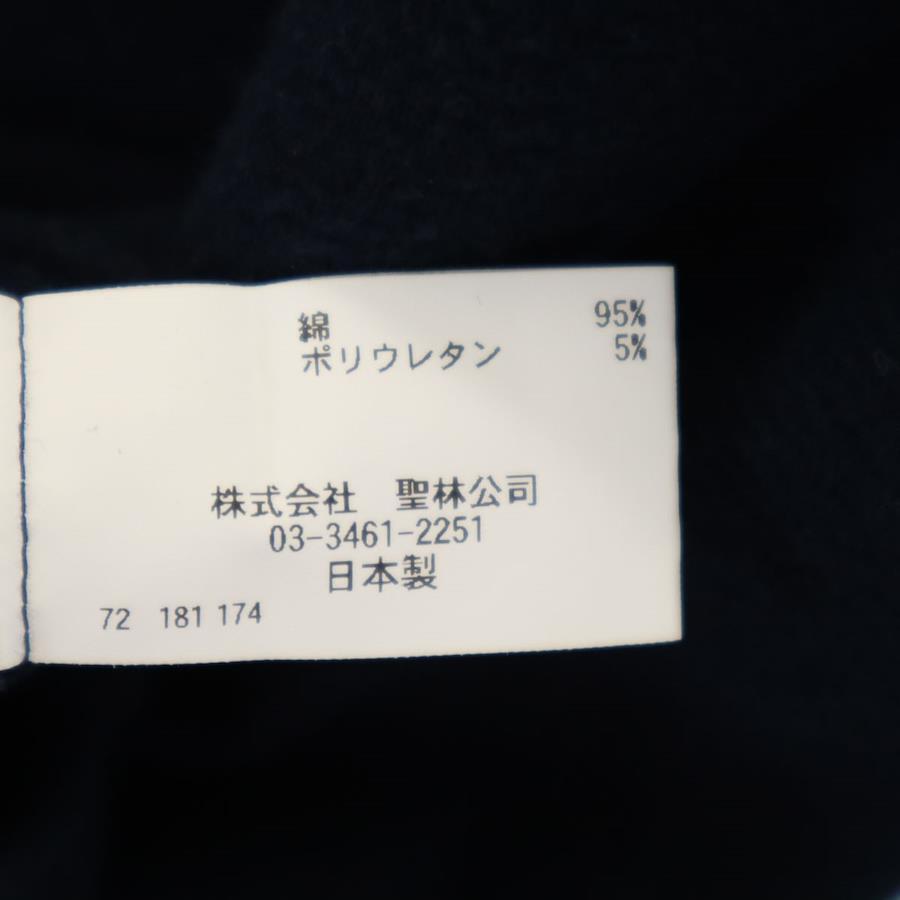 綿 95%
ポリウレタン 5%
株式会社　聖林公司
03-3461-2251
日本製
72 181 174